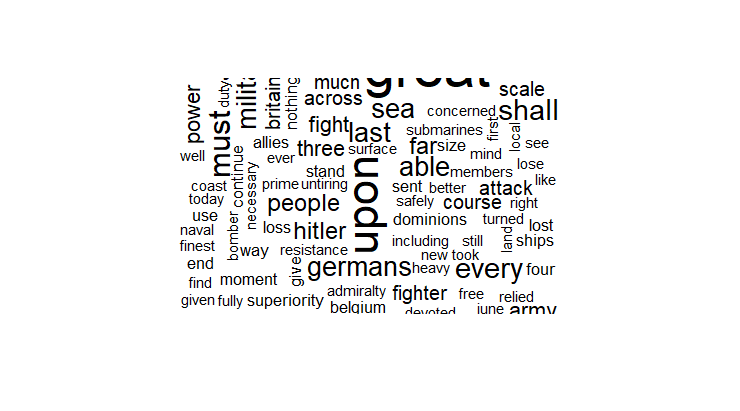 great
much
scale
power
duty
milit
britain
nothing
across
sea
concerned
shall
must
fight
last
submarines
first
local
allies
three
surface
far
size
mind
see
well
ever
continue
necessary
stand
able
members
lose
coast
prime
untiring
sent
better
attack
like
today
people
upon
safely
course
right
use
bomber
loss
hitler
dominions
turned
lost
naval
including
still
land
ships
finest
way
resistance
new
took
end
give
germans
heavy
every
four
find
moment
admiralty
fighter
free
relied
given
fully
superiority
belgium
devoted
june
army